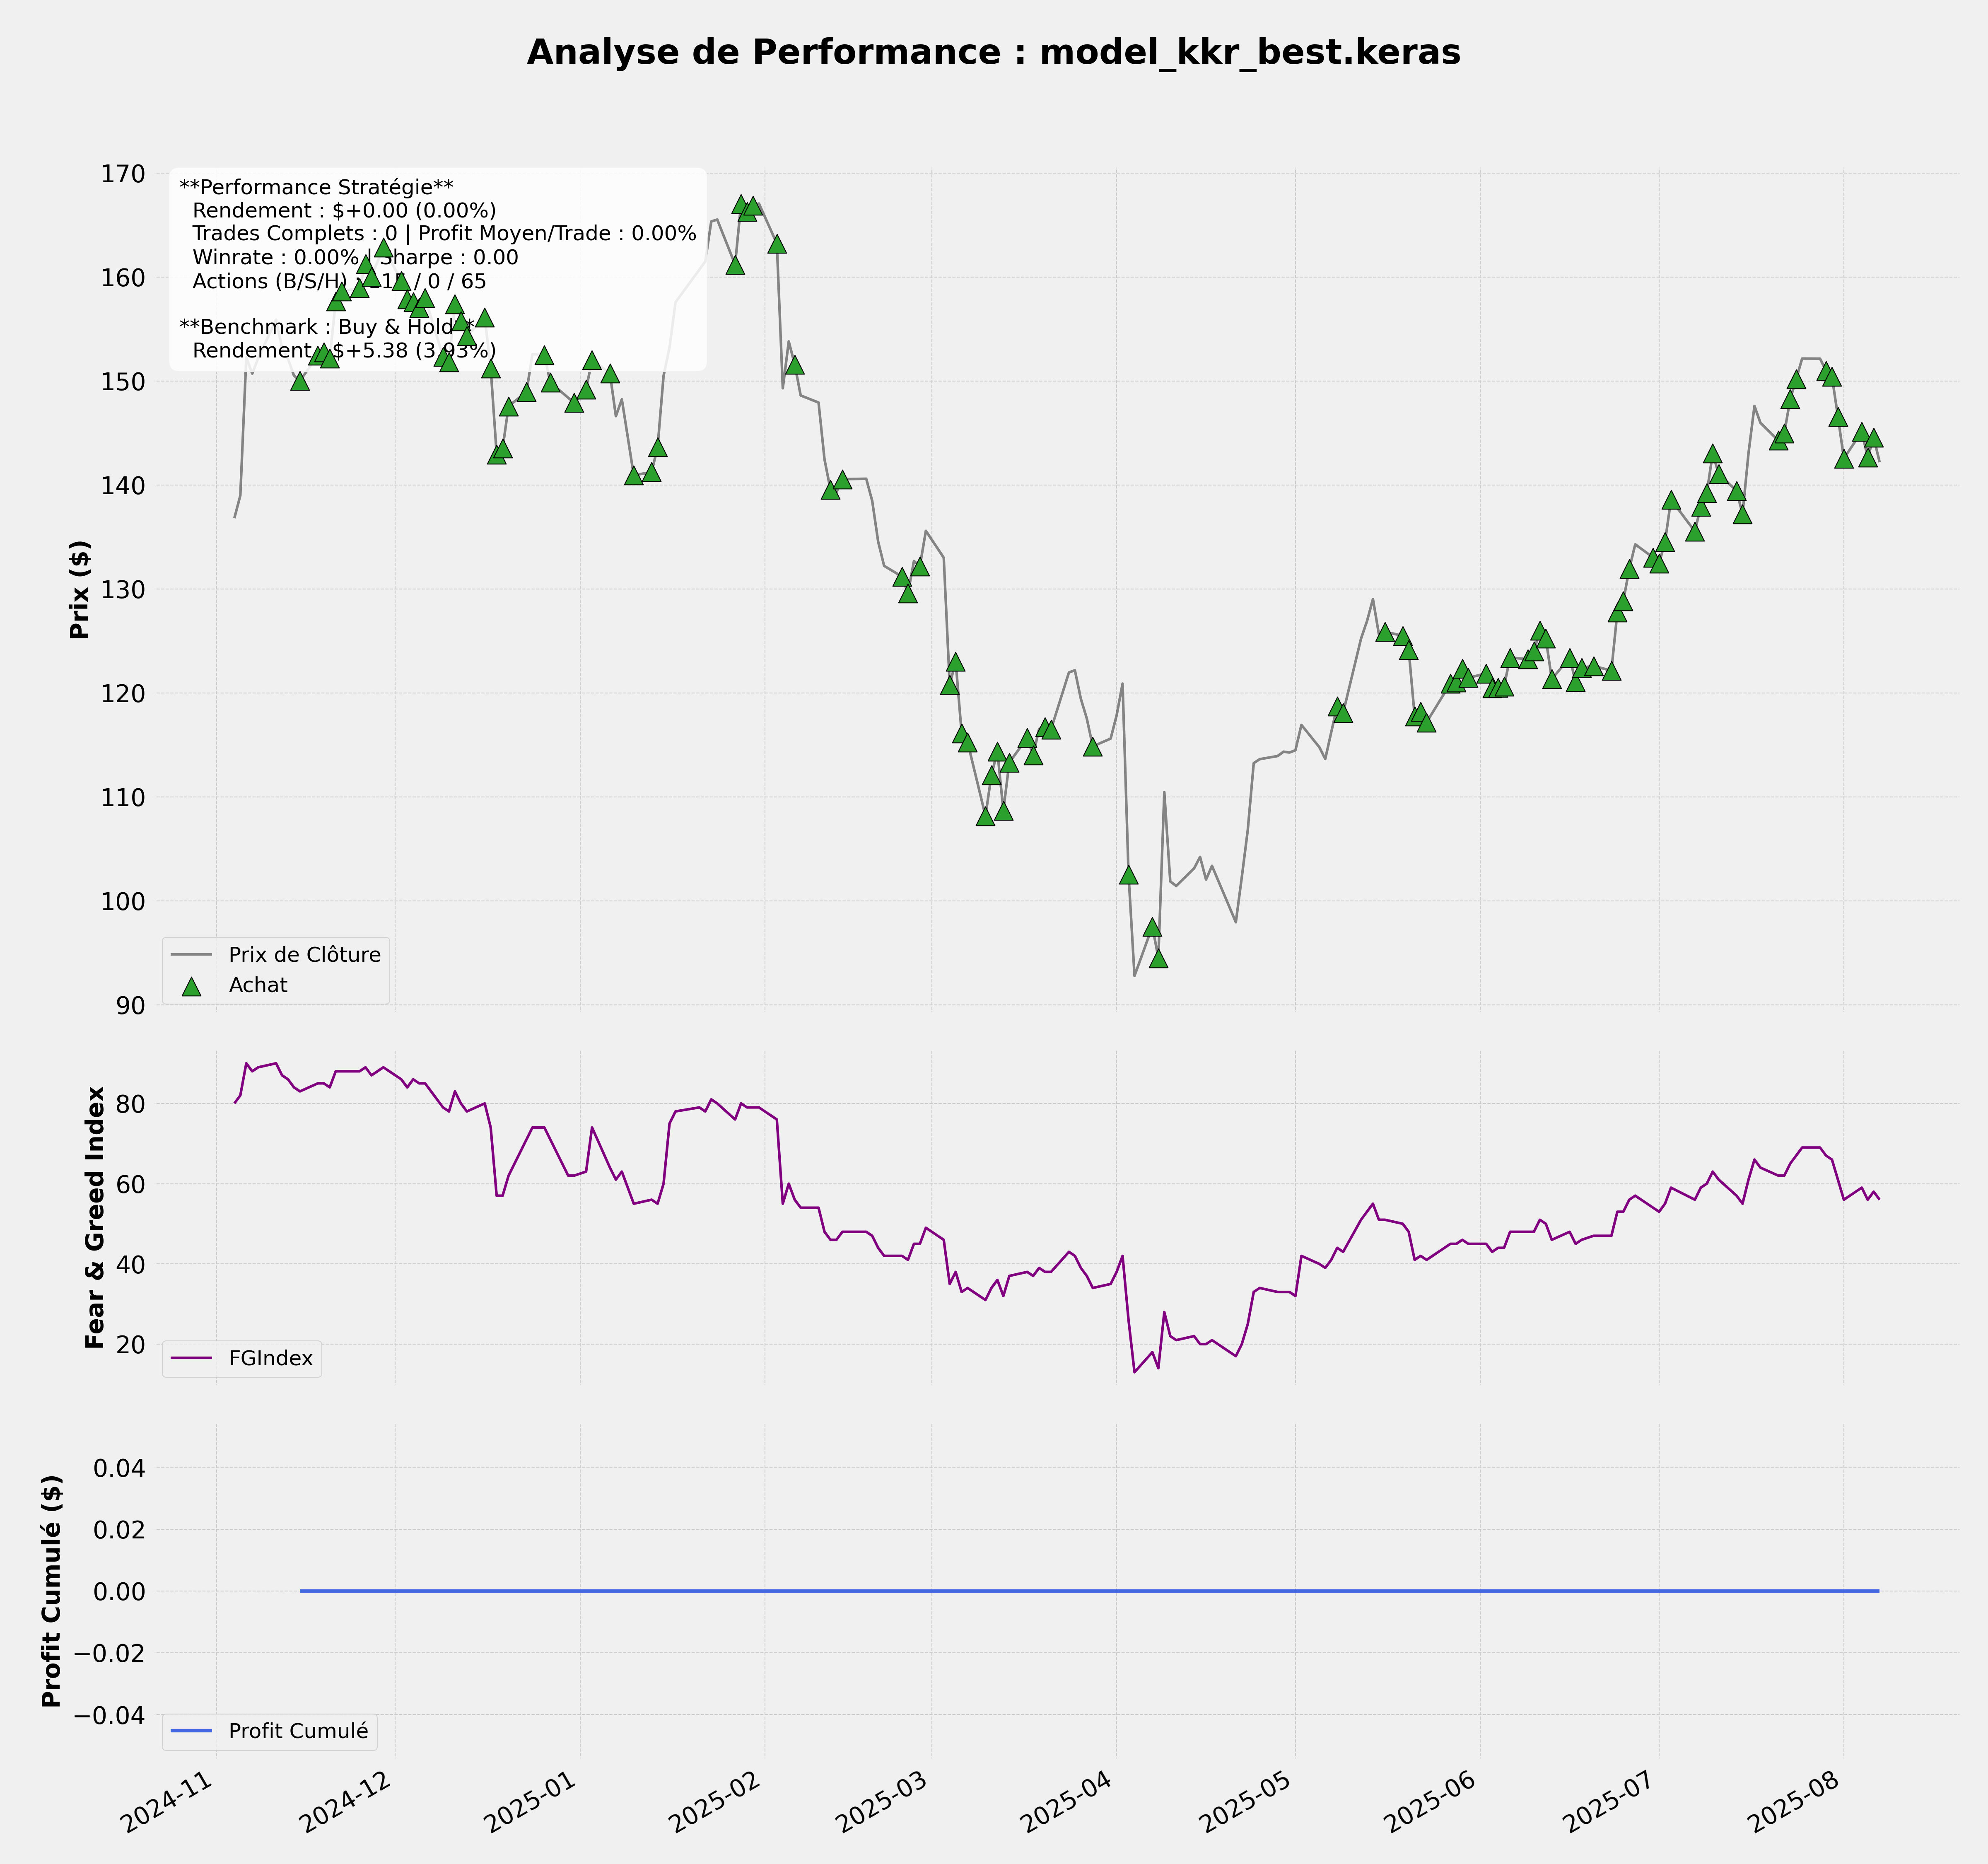 Analyse de Performance : model_kkr_best.keras
**Performance Stratégie**
Rendement : $+0.00 (0.00%)
Trades Complets : 0 | Profit Moyen/Trade : 0.00%
Winrate : 0.00% | Sharpe : 0.00
Actions (B/S/H) : / 0 / 65
**Benchmark : Buy & Hold**
Rendement : $+5.38 (3.93%)
Prix ($)
170
160
150
140
130
120
110
100
90
Prix de Clôture
Achat
Fear & Greed Index
80
60
40
20
FGIndex
Profit Cumulé ($)
0.04
0.02
0.00
−0.02
−0.04
Profit Cumulé
2024-11
2024-12
2025-01
2025-02
2025-03
2025-04
2025-05
2025-06
2025-07
2025-08